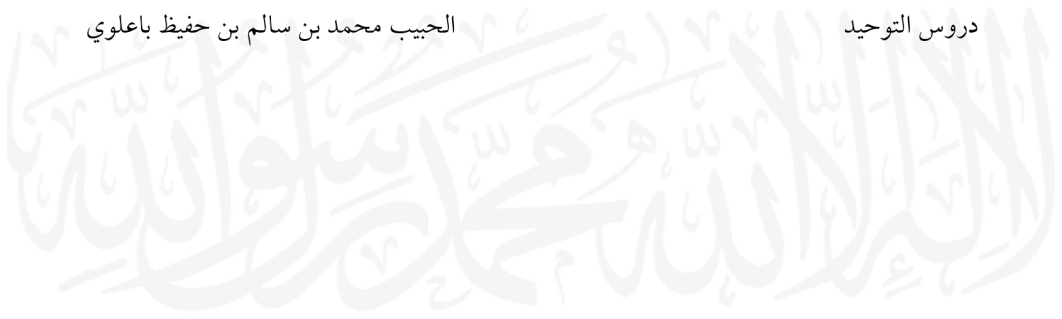 دروس التوحيد
الحبيب محمد بن سالم بن حفيظ باعلوي
لا إله إلا الله محمد رسول الله